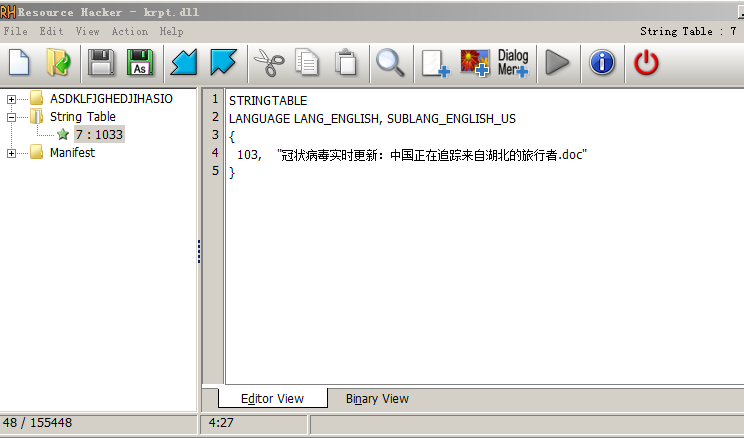 Resource Hacker - krpt.dll
File Edit View Action Help String Table : 7
As
Dialog
Mer
ASDKLFJGHEDJIHASIO
String Table
7 : 1033
Manifest
1 STRINGTABLE
2 LANGUAGE LANG_ENGLISH, SUBLANG_ENGLISH_US
3 {
4 103, "冠状病毒实时更新：中国正在追踪来自湖北的旅行者.doc"
5 }
Editor View Binary View
48 / 155448 4:27